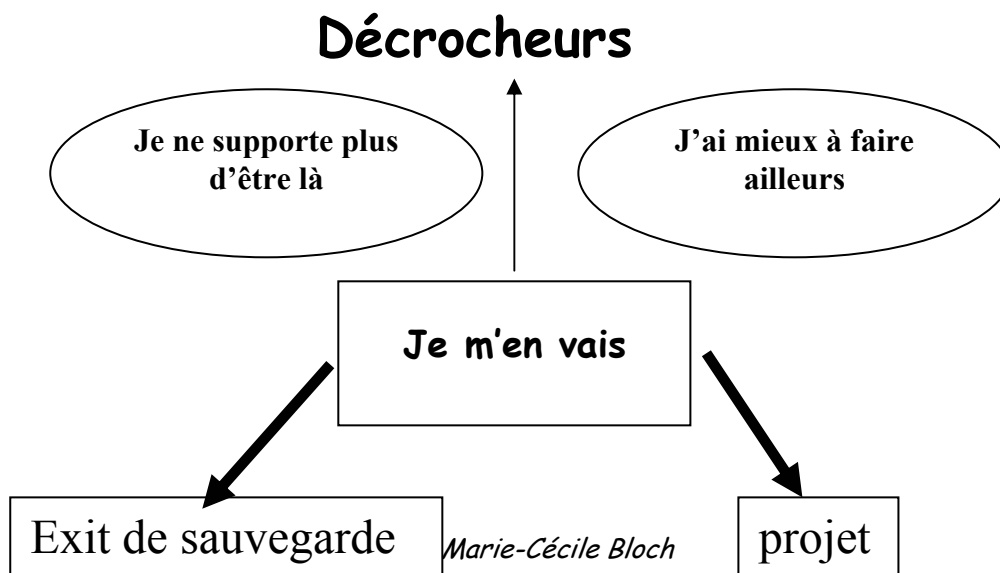 Décrocheurs
Je ne supporte plus
d’être là
J’ai mieux à faire
ailleurs
Je m’en vais
Exit de sauvegarde
Marie-Cécile Bloch
projet